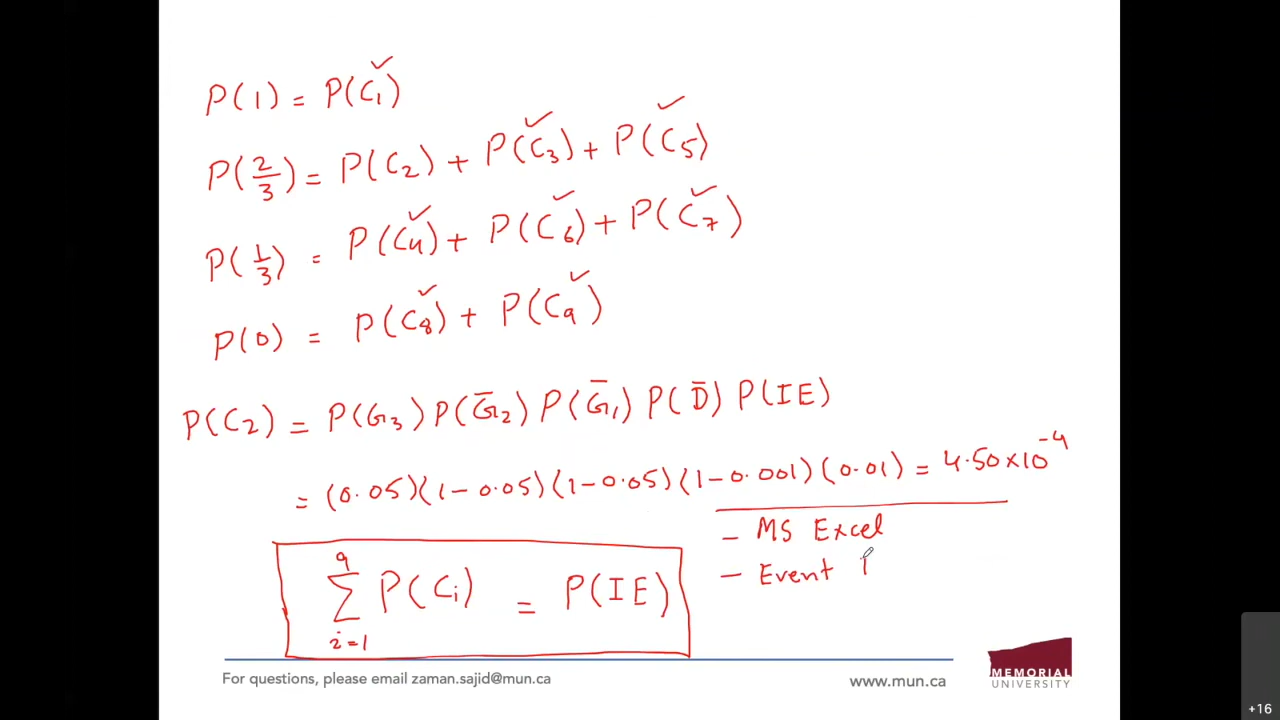 P(1) = P(C₁)
P(2/3) = P(C₂) + P(C₃) + P(C₅)
P(1/3) = P(C₄) + P(C₆) + P(C₇)
P(0) = P(C₈) + P(C₉)
P(C₂) = P(G₃) P(G̅₂) P(G̅₁) P(D̅) P(IE)
= (0.05)(1-0.05)(1-0.05)(1-0.001)(0.01) = 4.50×10⁻⁴
- MS Excel
- Event
9
∑ P(Cᵢ) = P(IE)
i=1
For questions, please email zaman.sajid@mun.ca
www.mun.ca
MEMORIAL
UNIVERSITY
+16